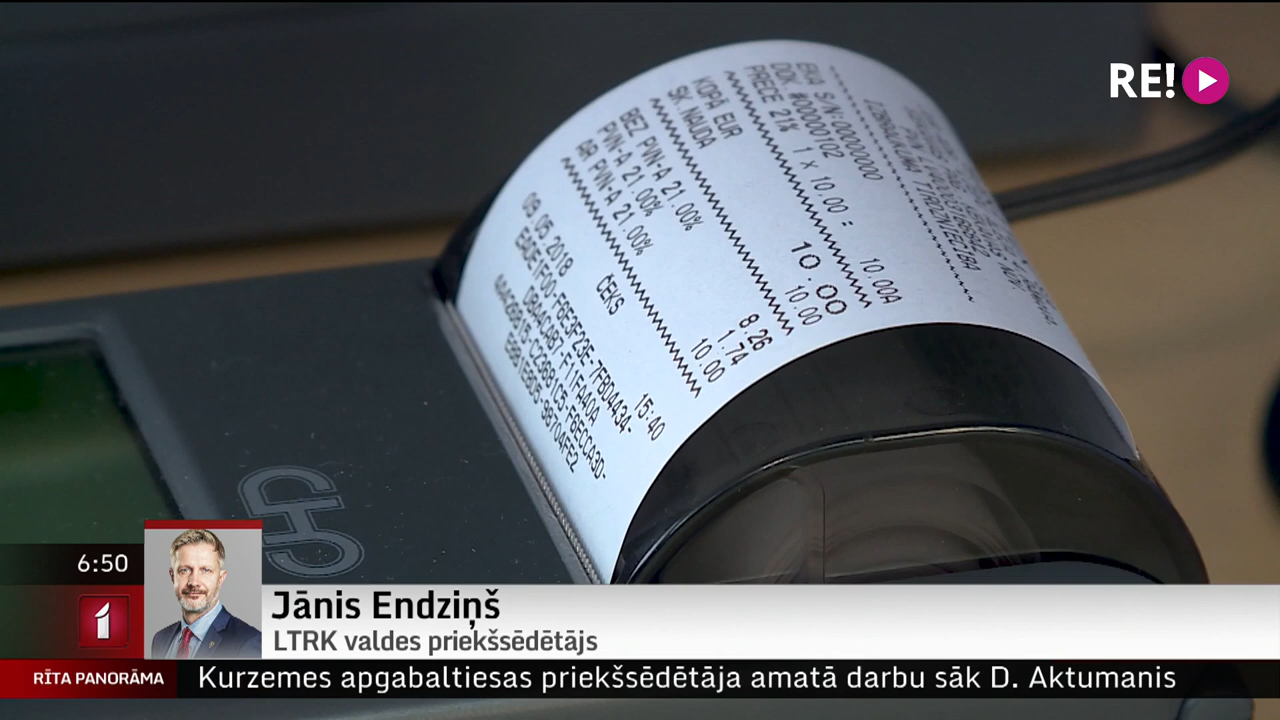 RE!
IZBRAUKUMA TIRDZNIECĪBA
EKA S/N:00000000
DOK. #00000102
PRECE 21% 1 x 10.00 : 10.00A
KOPĀ EUR 10.00
SK.NAUDA 10.00
BEZ PVN-A 21.00% 8.26
PVN-A 21.00% 1.74
AR PVN-A 21.00% 10.00
ČEKS
09.05.2018 15:40
6:50
1
Jānis Endziņš
LTRK valdes priekšsēdētājs
RĪTA PANORĀMA
Kurzemes apgabaltiesas priekšsēdētāja amatā darbu sāk D. Aktumanis